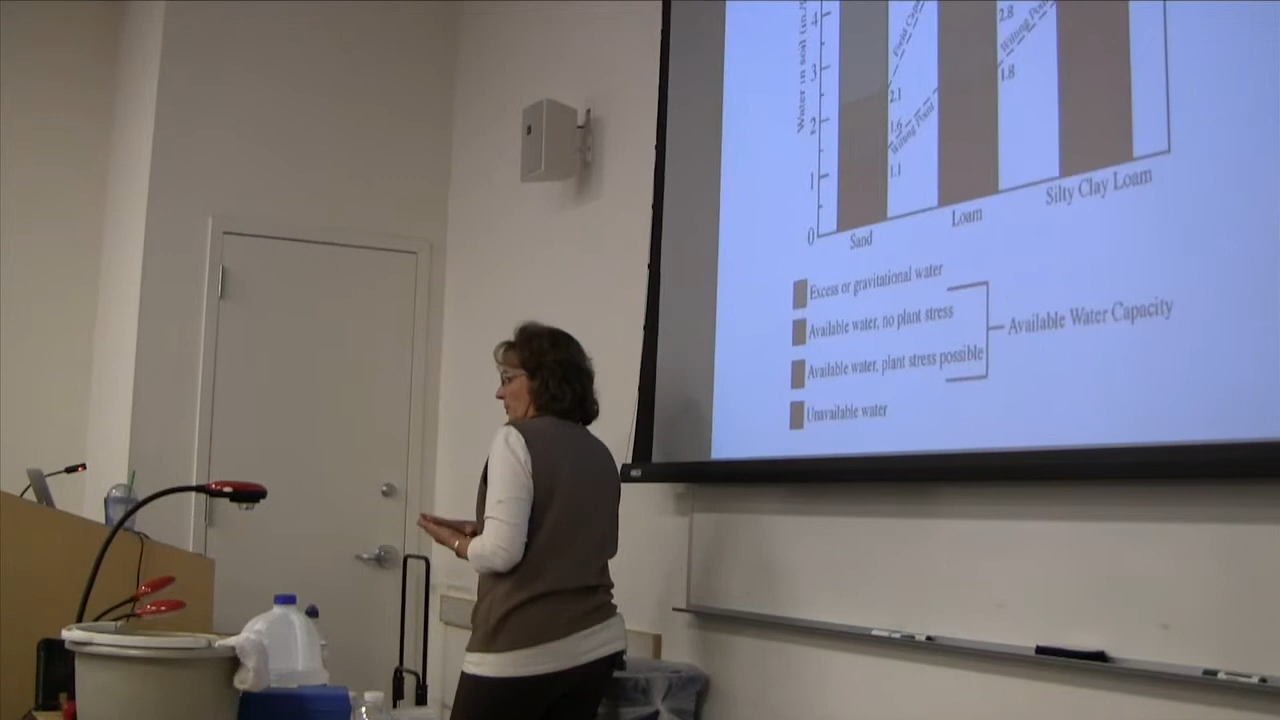 Water in soil (in./
4
3
2
1
0
Field Cap
2.1
1.6
Wilting Point
1.1
2.8
Wilting Point
1.8
Sand
Loam
Silty Clay Loam
Excess or gravitational water
Available water, no plant stress
Available water, plant stress possible
Unavailable water
Available Water Capacity